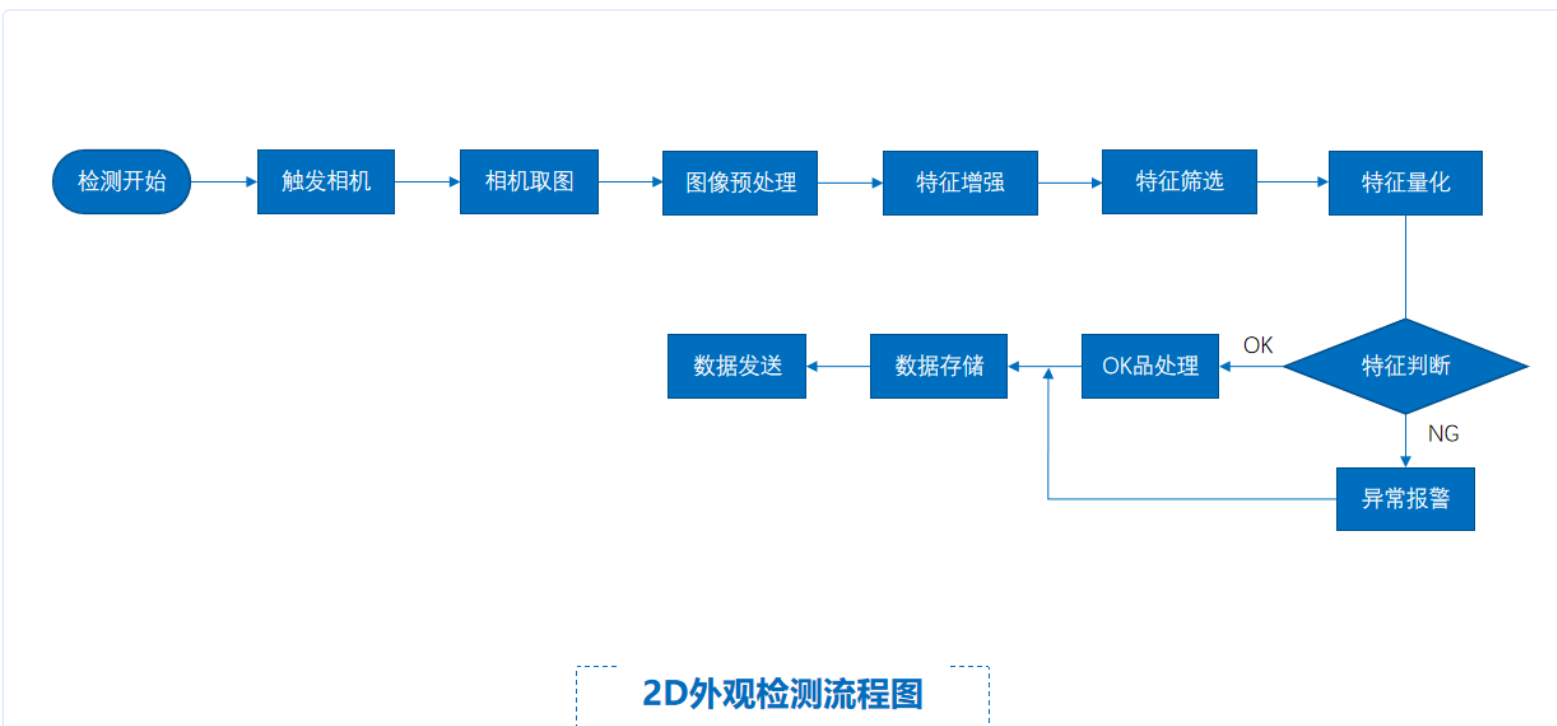 检测开始
触发相机
相机取图
图像预处理
特征增强
特征筛选
特征量化
特征判断
OK
OK品处理
数据存储
数据发送
NG
异常报警
2D外观检测流程图